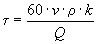 τ = 60 · v · ρ · k / Q